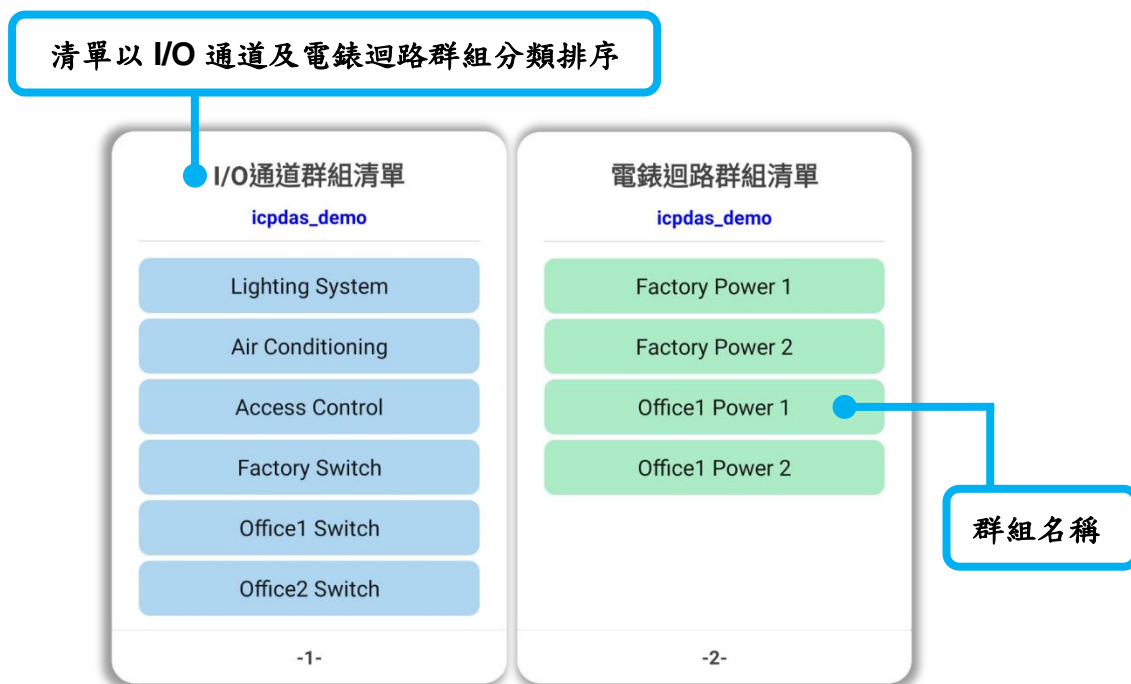 清單以 I/O 通道及電錶迴路群組分類排序
I/O通道群組清單
icpdas_demo
Lighting System
Air Conditioning
Access Control
Factory Switch
Office1 Switch
Office2 Switch
-1-
電錶迴路群組清單
icpdas_demo
Factory Power 1
Factory Power 2
Office1 Power 1
Office1 Power 2
-2-
群組名稱